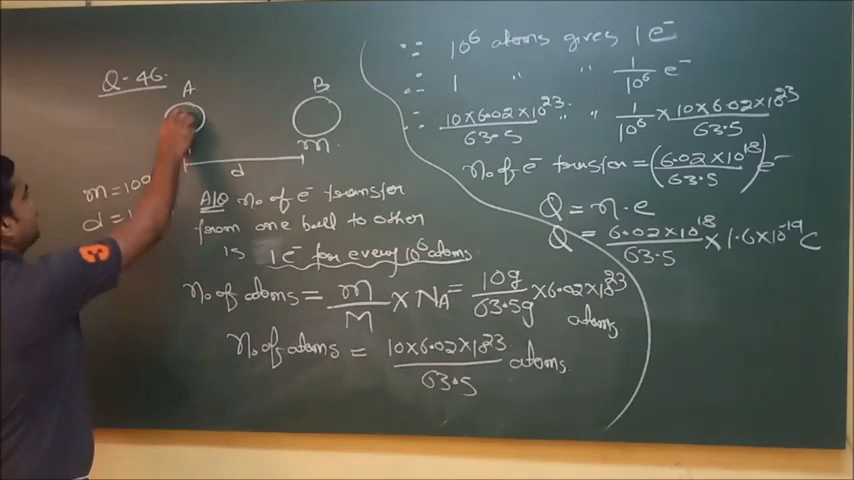 Q-46.
A
B
m
d
m=10g
d=1
A/Q no. of e⁻ transfer
from one ball to other
is 1e⁻ for every 10⁶ atoms
no. of atoms = m/M × NA = 10g/63.5g × 6.02×10²³ atoms
No. of atoms = 10×6.02×10²³/63.5 atoms
∵ 10⁶ atoms gives 1e⁻
∴ 1 " " 1/10⁶ e⁻
∴ 10×6.02×10²³/63.5 " " 1/10⁶ × 10×6.02×10²³/63.5
no. of e⁻ transfer = (6.02×10¹⁸/63.5) e⁻
Q = n.e
Q = 6.02×10¹⁸/63.5 × 1.6×10⁻¹⁹ C
3